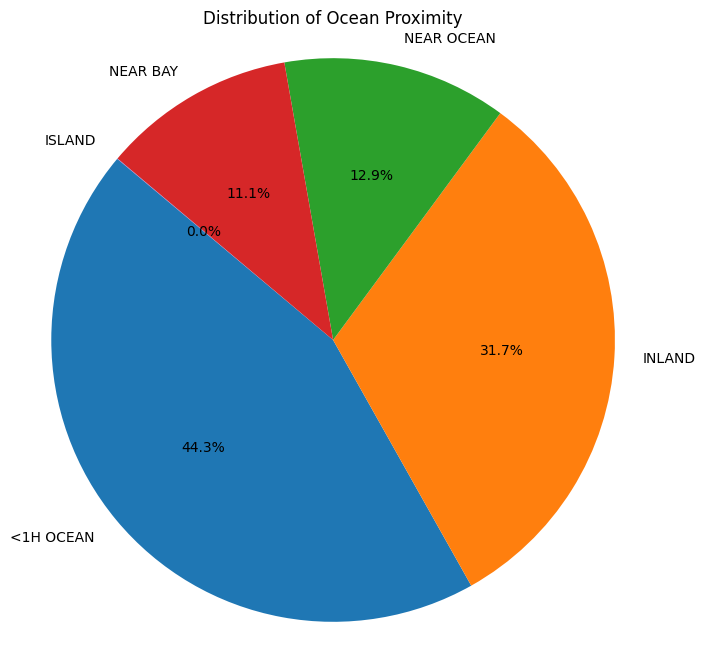 Distribution of Ocean Proximity
NEAR OCEAN
NEAR BAY
ISLAND
12.9%
11.1%
0.0%
31.7%
INLAND
44.3%
<1H OCEAN